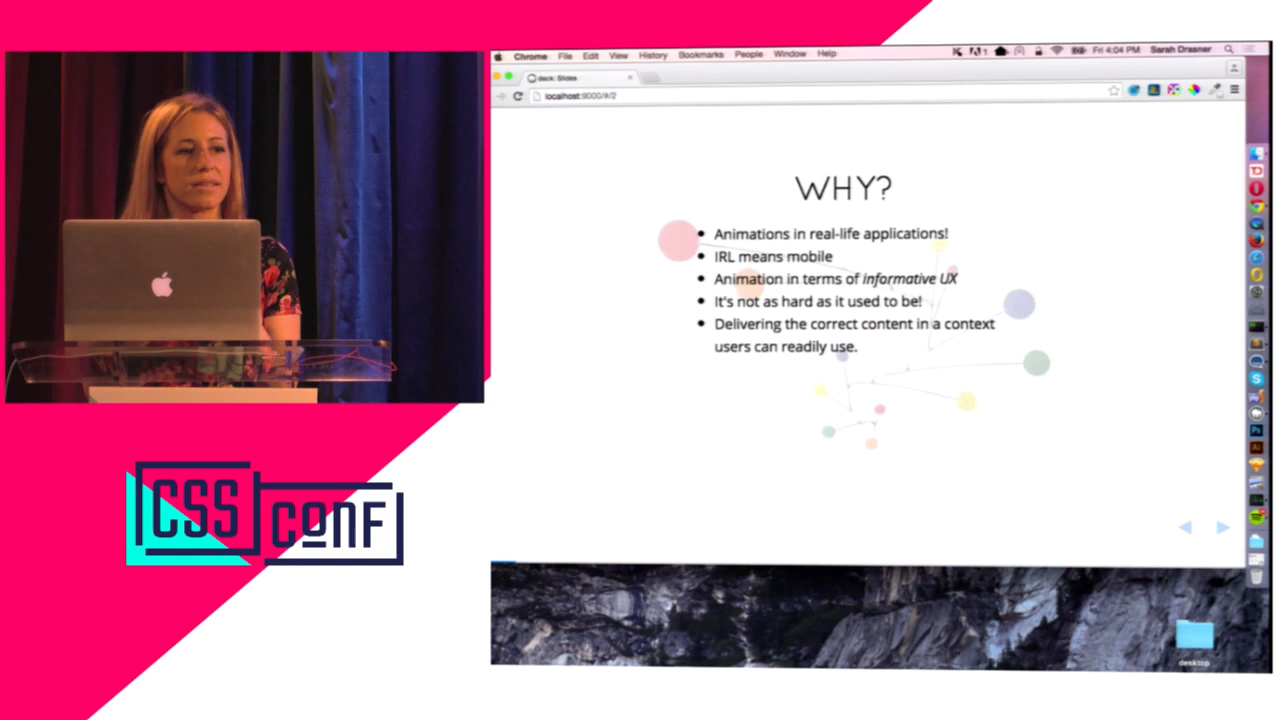 Chrome File Edit View History Bookmarks People Window Help
1 Fri 4:04 PM Sarah Drasner
deck: Slides
localhost:9000/#/2
WHY?
Animations in real-life applications!
IRL means mobile
Animation in terms of informative UX
It's not as hard as it used to be!
Delivering the correct content in a context
users can readily use.
CSS
conf
desktop